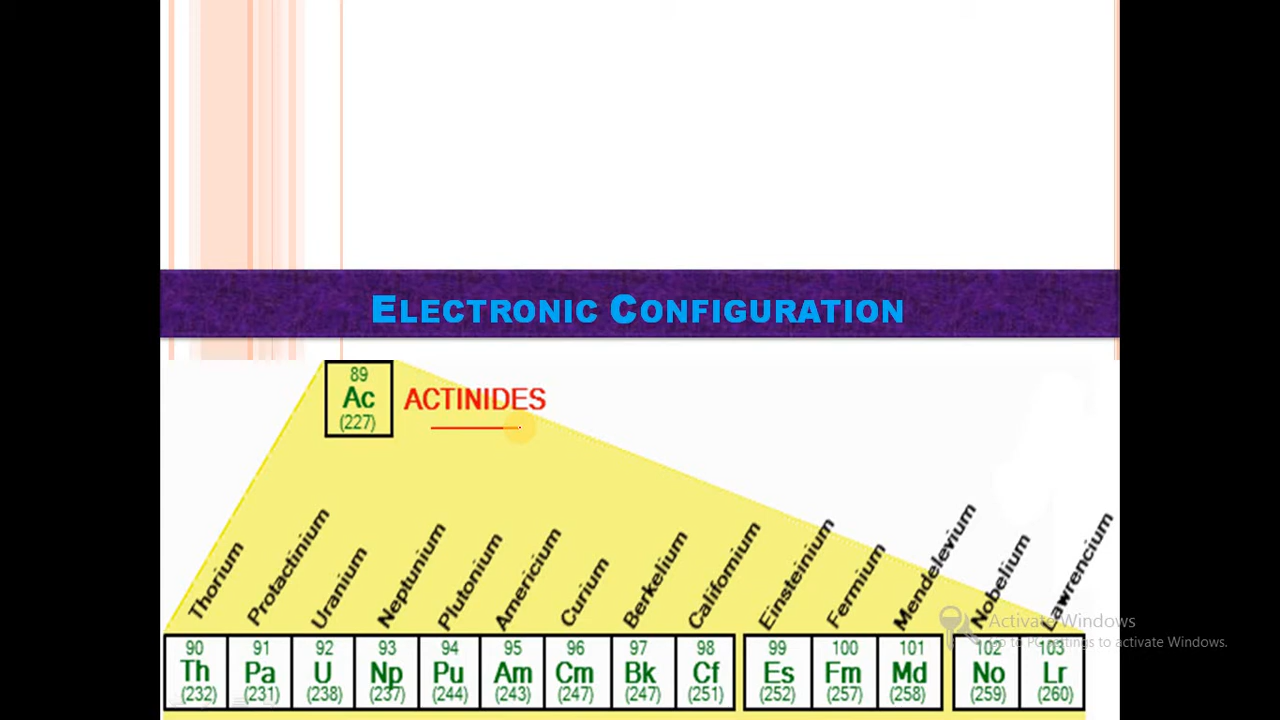 ELECTRONIC CONFIGURATION
89
Ac
(227)
ACTINIDES
Thorium Protactinium Uranium Neptunium Plutonium Americium Curium Berkelium Californium Einsteinium Fermium Mendelevium Nobelium Lawrencium
90 91 92 93 94 95 96 97 98 99 100 101 102 103
Th Pa U Np Pu Am Cm Bk Cf Es Fm Md No Lr
(232) (231) (238) (237) (244) (243) (247) (247) (251) (252) (257) (258) (259) (260)
Activate Windows
Go to PC settings to activate Windows.